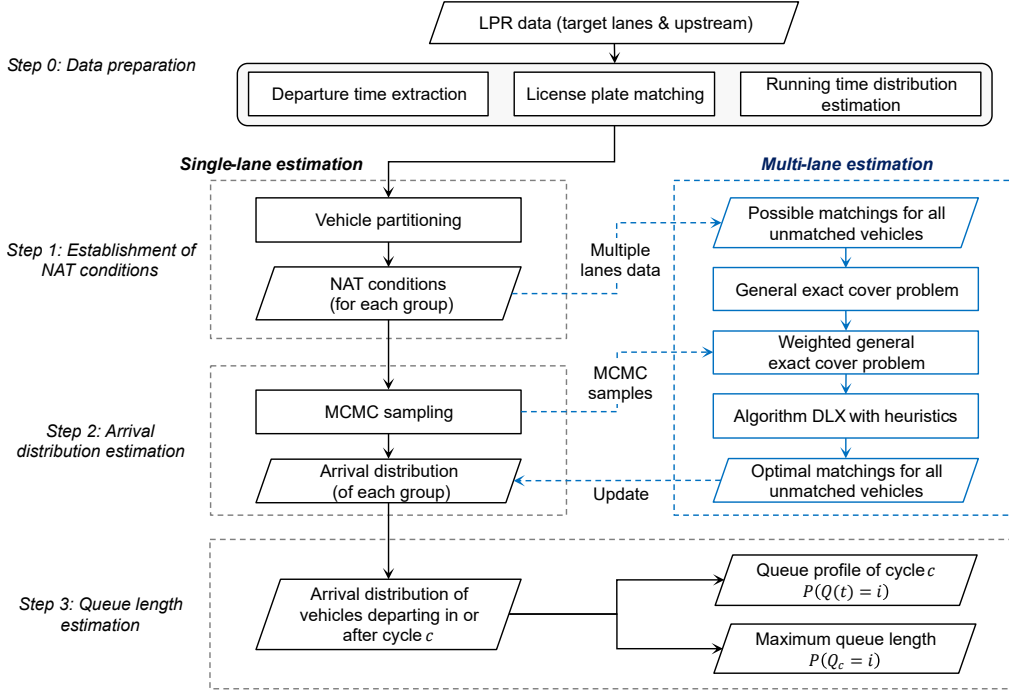 LPR data (target lanes & upstream)
Step 0: Data preparation
Departure time extraction
License plate matching
Running time distribution
estimation
Single-lane estimation
Multi-lane estimation
Step 1: Establishment of
NAT conditions
Vehicle partitioning
NAT conditions
(for each group)
Multiple
lanes data
Possible matchings for all
unmatched vehicles
General exact cover problem
Weighted general
exact cover problem
Step 2: Arrival
distribution estimation
MCMC sampling
MCMC
samples
Algorithm DLX with heuristics
Arrival distribution
(of each group)
Update
Optimal matchings for all
unmatched vehicles
Step 3: Queue length
estimation
Arrival distribution of
vehicles departing in or
after cycle c
Queue profile of cycle c
P(Q(t) = i)
Maximum queue length
P(Q_c = i)